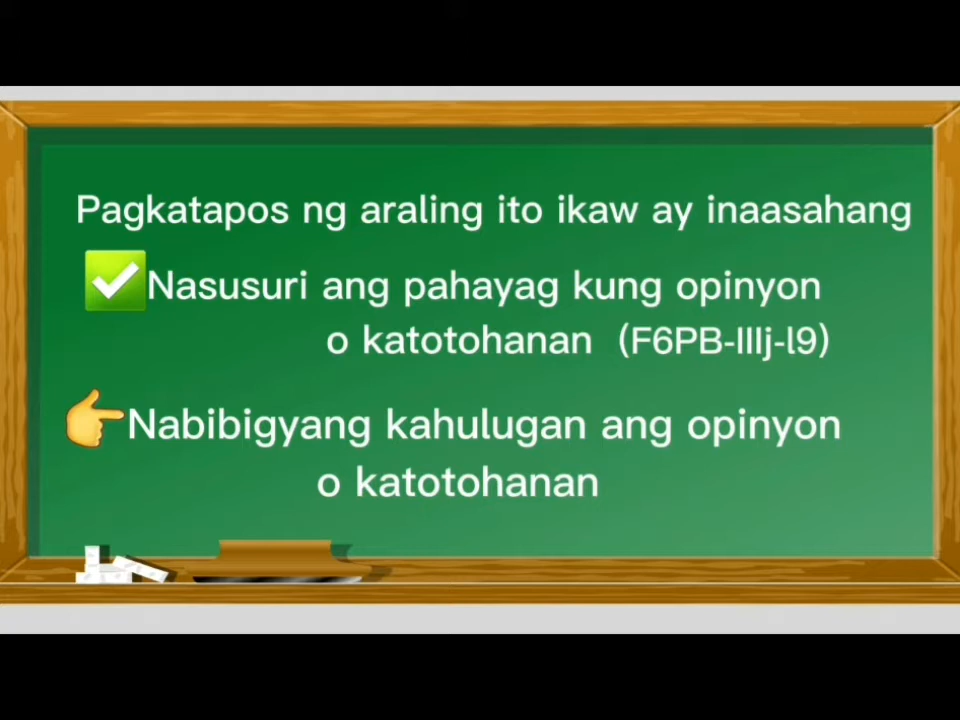 Pagkatapos ng araling ito ikaw ay inaasahang
✅Nasusuri ang pahayag kung opinyon
o katotohanan (F6PB-IIIj-l9)
👉Nabibigyang kahulugan ang opinyon
o katotohanan